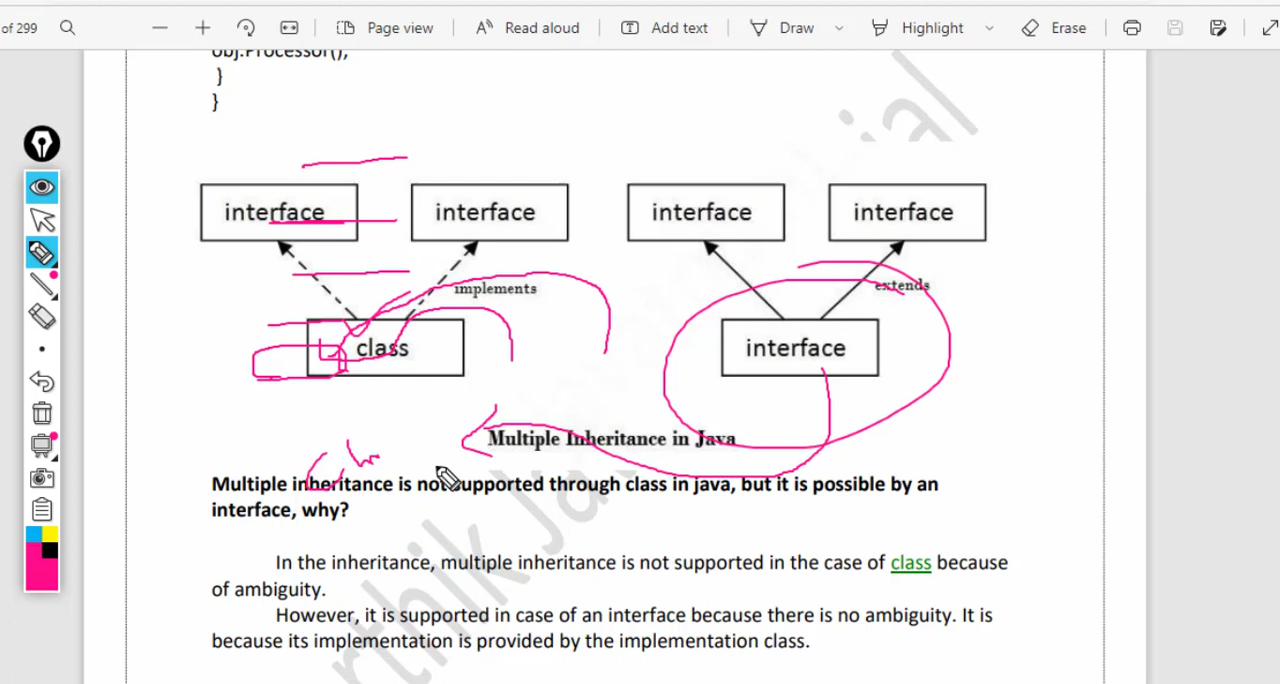 of 299 Page view Read aloud Add text Draw Highlight Erase
obj.Processor();
}
}
interface interface interface interface
implements extends
class interface
Multiple Inheritance in Java
Multiple inheritance is not supported through class in java, but it is possible by an
interface, why?
In the inheritance, multiple inheritance is not supported in the case of class because
of ambiguity.
However, it is supported in case of an interface because there is no ambiguity. It is
because its implementation is provided by the implementation class.